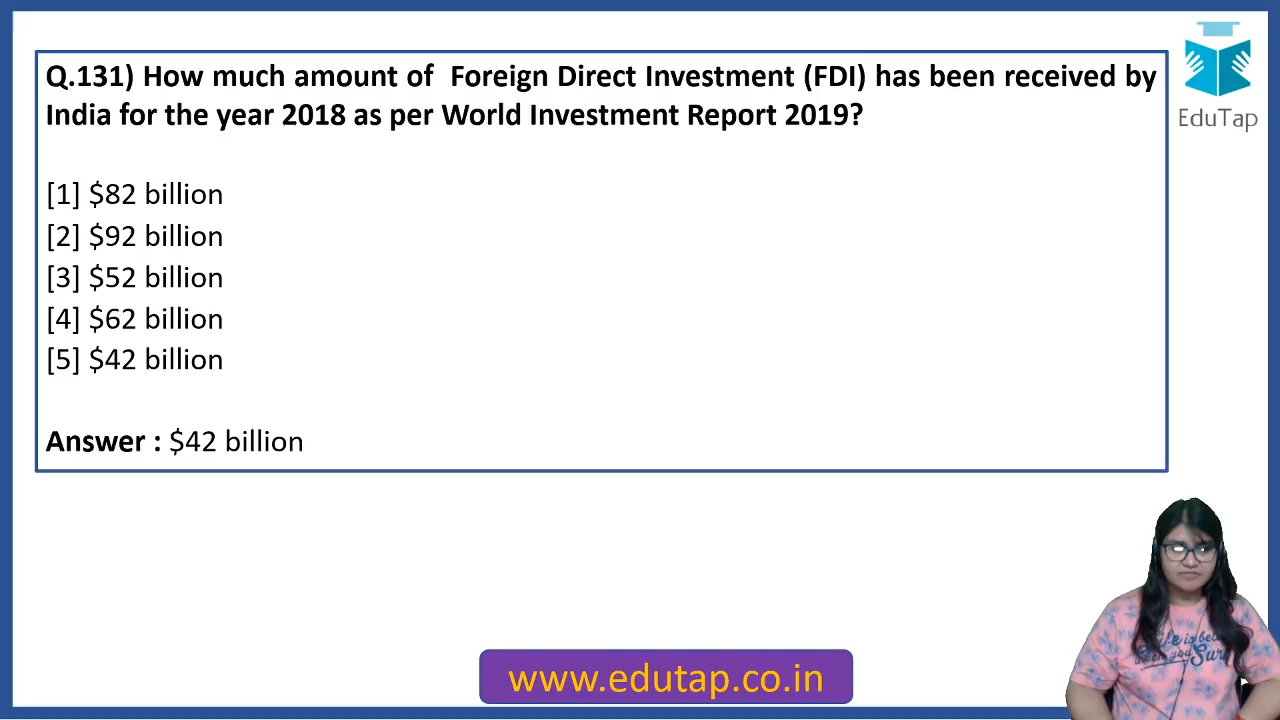 Q.131) How much amount of Foreign Direct Investment (FDI) has been received by
India for the year 2018 as per World Investment Report 2019?
[1] $82 billion
[2] $92 billion
[3] $52 billion
[4] $62 billion
[5] $42 billion
Answer : $42 billion
EduTap
www.edutap.co.in